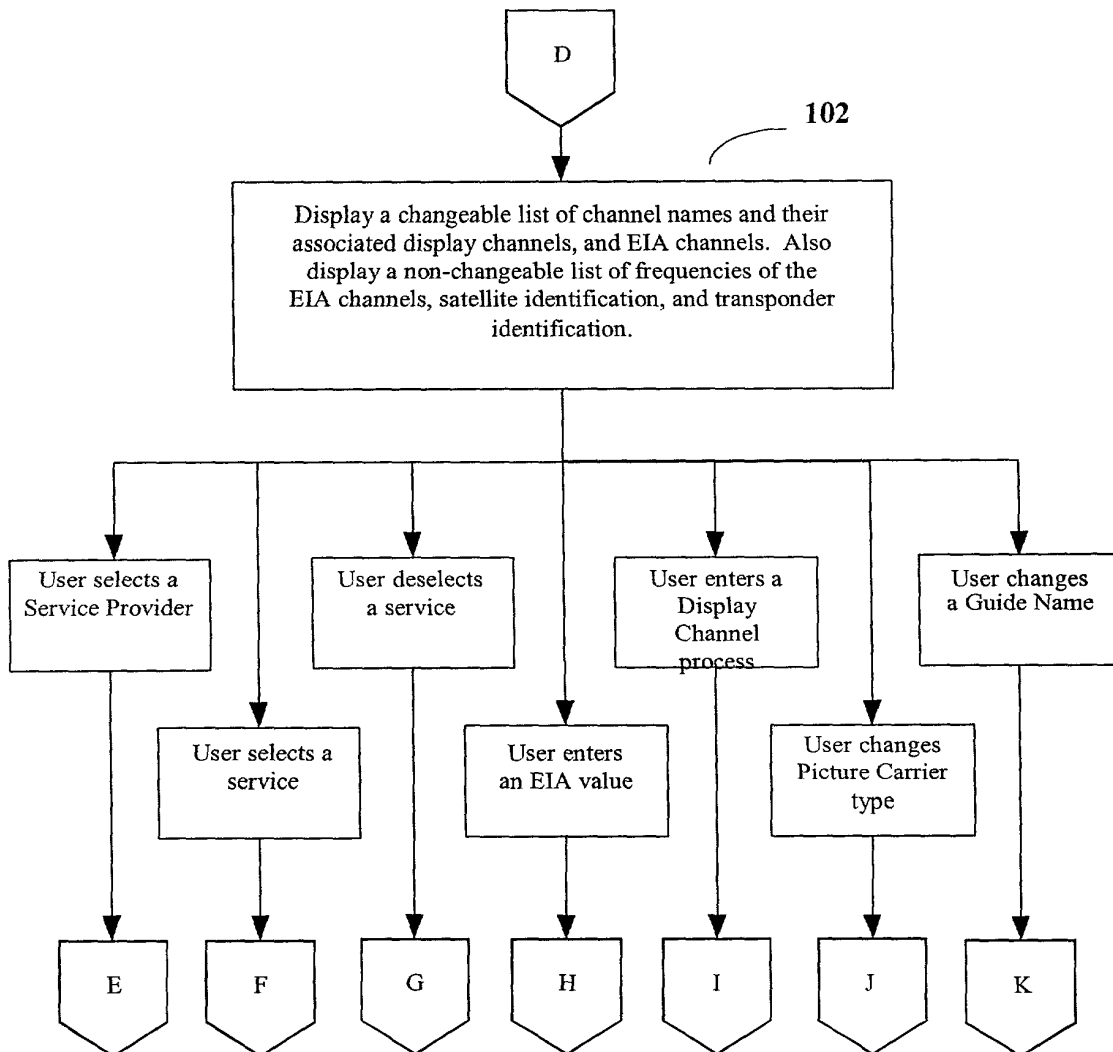 D
102
Display a changeable list of channel names and their
associated display channels, and EIA channels. Also
display a non-changeable list of frequencies of the
EIA channels, satellite identification, and transponder
identification.
User selects a
Service Provider
User deselects
a service
User enters a
Display
Channel
process
User changes
a Guide Name
User selects a
service
User enters
an EIA value
User changes
Picture Carrier
type
E
F
G
H
I
J
K